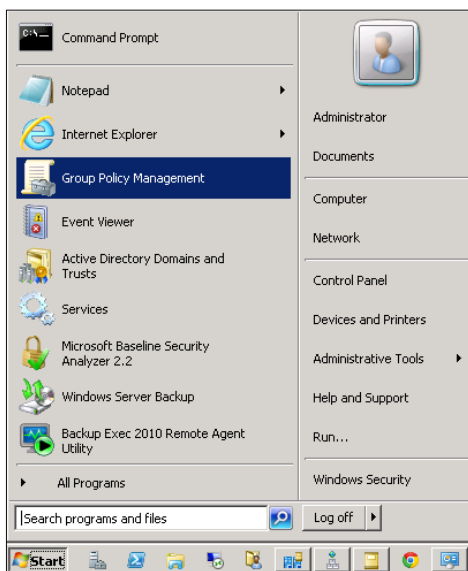 C:\
Command Prompt
Notepad
Internet Explorer
Group Policy Management
Event Viewer
Active Directory Domains and
Trusts
Services
Microsoft Baseline Security
Analyzer 2.2
Windows Server Backup
Backup Exec 2010 Remote Agent
Utility
All Programs
Search programs and files
Administrator
Documents
Computer
Network
Control Panel
Devices and Printers
Administrative Tools
Help and Support
Run...
Windows Security
Log off
Start